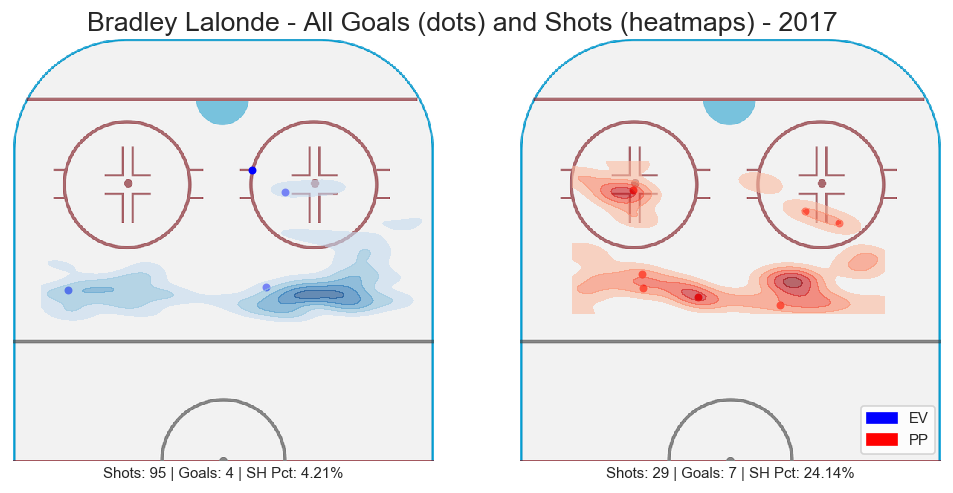 Bradley Lalonde - All Goals (dots) and Shots (heatmaps) - 2017
EV
PP
Shots: 95 | Goals: 4 | SH Pct: 4.21%
Shots: 29 | Goals: 7 | SH Pct: 24.14%